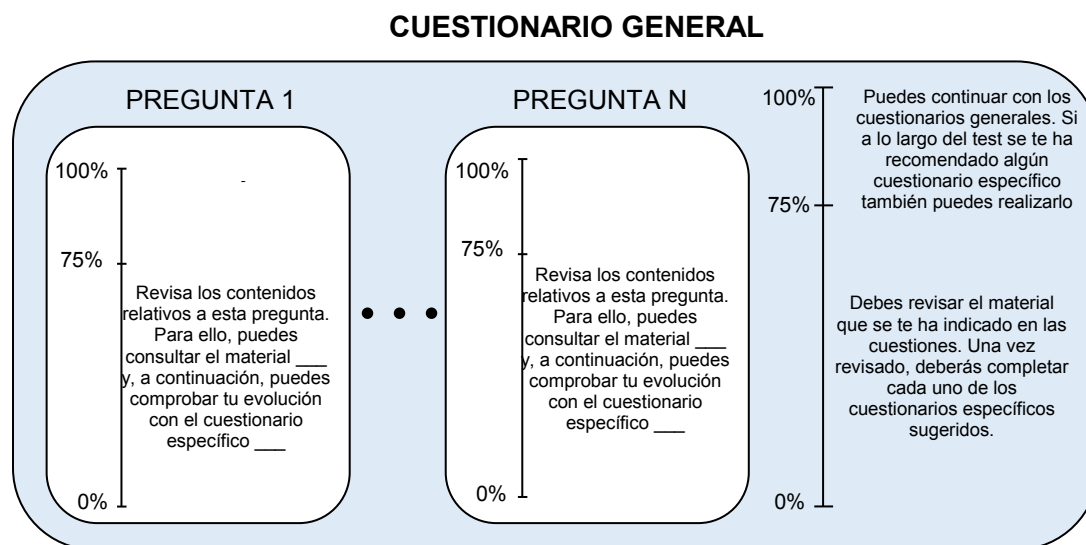 CUESTIONARIO GENERAL
PREGUNTA 1
100%
-
75%
Revisa los contenidos
relativos a esta pregunta.
Para ello, puedes
consultar el material ___
y, a continuación, puedes
comprobar tu evolución
con el cuestionario
específico ___
0%
PREGUNTA N
100%
75%
Revisa los contenidos
relativos a esta pregunta.
Para ello, puedes
consultar el material ___
y, a continuación, puedes
comprobar tu evolución
con el cuestionario
específico ___
0%
100%
Puedes continuar con los
cuestionarios generales. Si
a lo largo del test se te ha
recomendado algún
cuestionario específico
también puedes realizarlo
75%
Debes revisar el material
que se te ha indicado en las
cuestiones. Una vez
revisado, deberás completar
cada uno de los
cuestionarios específicos
sugeridos.
0%